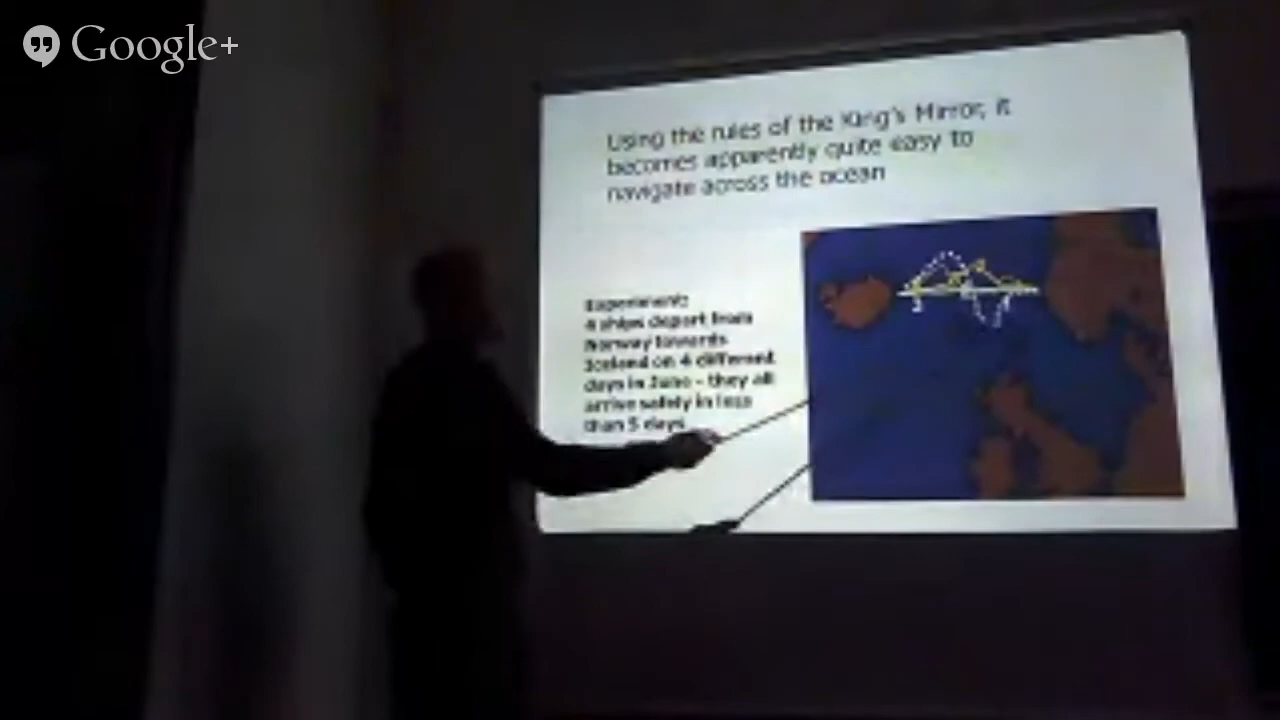 Google+
Using the rules of the King's Mirror, it
becomes apparently quite easy to
navigate across the ocean
Experiment:
4 ships depart from
Norway towards
Iceland on 4 different
days in June - they all
arrive safely in less
than 5 days